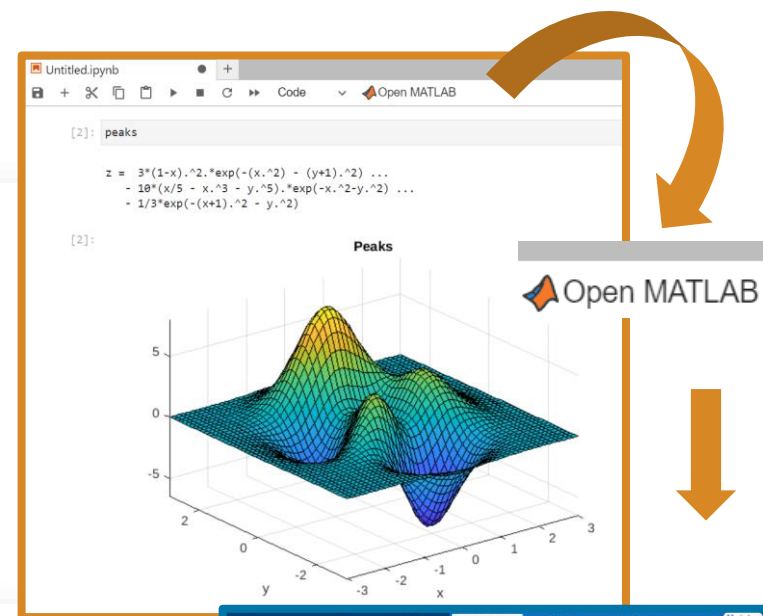 Untitled.ipynb
Code
Open MATLAB
[2]: peaks
z = 3*(1-x).^2.*exp(-(x.^2) - (y+1).^2) ...
- 10*(x/5 - x.^3 - y.^5).*exp(-x.^2-y.^2) ...
- 1/3*exp(-(x+1).^2 - y.^2)
[2]:
Peaks
Open MATLAB
5
0
-5
2
0
-2
y
-3
-2
-1
0
1
2
3
x